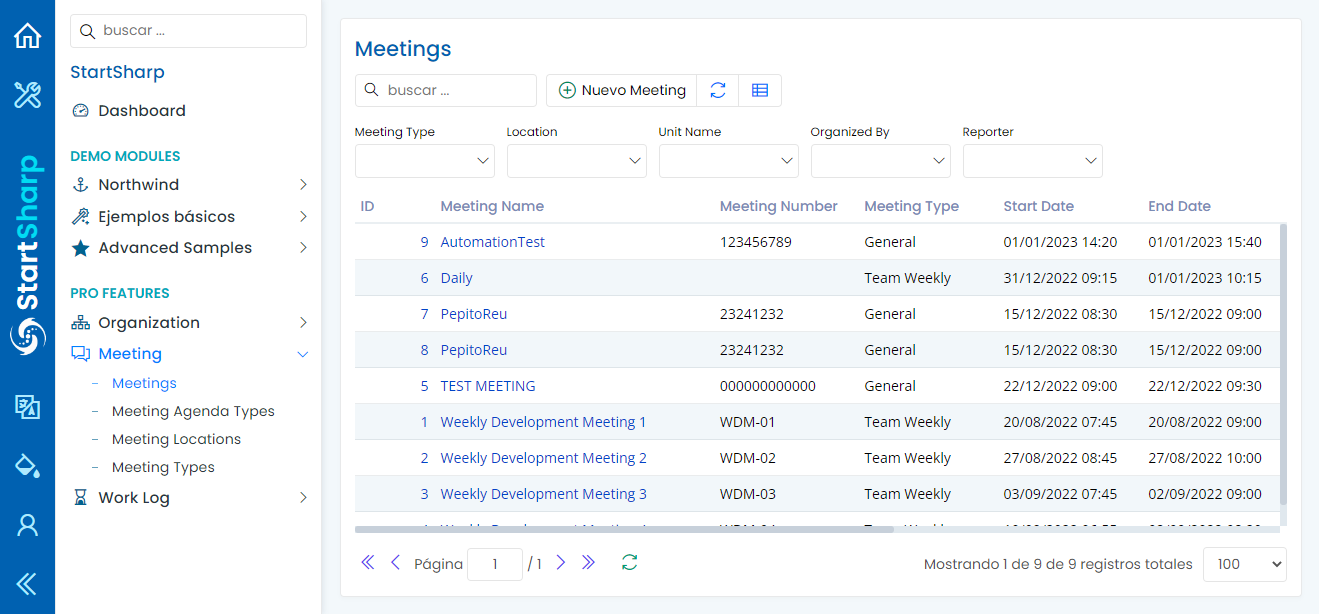 StartSharp
buscar ...
StartSharp
Dashboard
DEMO MODULES
Northwind
Ejemplos básicos
Advanced Samples
PRO FEATURES
Organization
Meeting
- Meetings
- Meeting Agenda Types
- Meeting Locations
- Meeting Types
Work Log
Meetings
buscar ... Nuevo Meeting
Meeting Type Location Unit Name Organized By Reporter
ID Meeting Name Meeting Number Meeting Type Start Date End Date
9 AutomationTest 123456789 General 01/01/2023 14:20 01/01/2023 15:40
6 Daily Team Weekly 31/12/2022 09:15 01/01/2023 10:15
7 PepitoReu 23241232 General 15/12/2022 08:30 15/12/2022 09:00
8 PepitoReu 23241232 General 15/12/2022 08:30 15/12/2022 09:00
5 TEST MEETING 000000000000 General 22/12/2022 09:00 22/12/2022 09:30
1 Weekly Development Meeting 1 WDM-01 Team Weekly 20/08/2022 07:45 20/08/2022 09:00
2 Weekly Development Meeting 2 WDM-02 Team Weekly 27/08/2022 08:45 27/08/2022 10:00
3 Weekly Development Meeting 3 WDM-03 Team Weekly 03/09/2022 07:45 02/09/2022 09:00
Página 1 / 1 Mostrando 1 de 9 de 9 registros totales 100